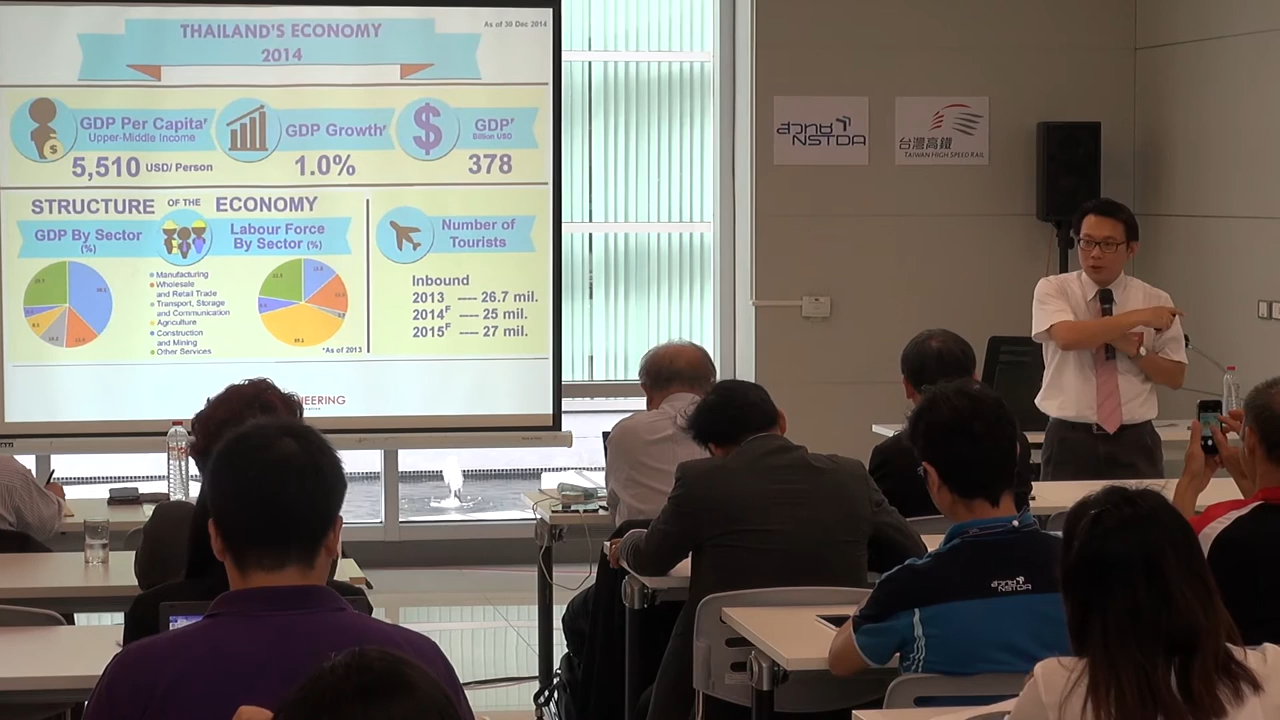 THAILAND'S ECONOMY
2014
As of 30 Dec 2014
GDP Per Capitaʳ
Upper-Middle Income
5,510 USD/ Person
GDP Growthʳ
1.0%
GDPʳ
Billion USD
378
STRUCTURE OF THE ECONOMY
GDP By Sector
(%)
Labour Force
By Sector (%)
Manufacturing
Wholesale
and Retail Trade
Transport, Storage
and Communication
Agriculture
Construction
and Mining
Other Services
*As of 2013
Number of
Tourists
Inbound
2013 ---- 26.7 mil.
2014ᶠ ---- 25 mil.
2015ᶠ ---- 27 mil.
สวทช
NSTDA
台灣高鐵
TAIWAN HIGH SPEED RAIL
สวทช
NSTDA